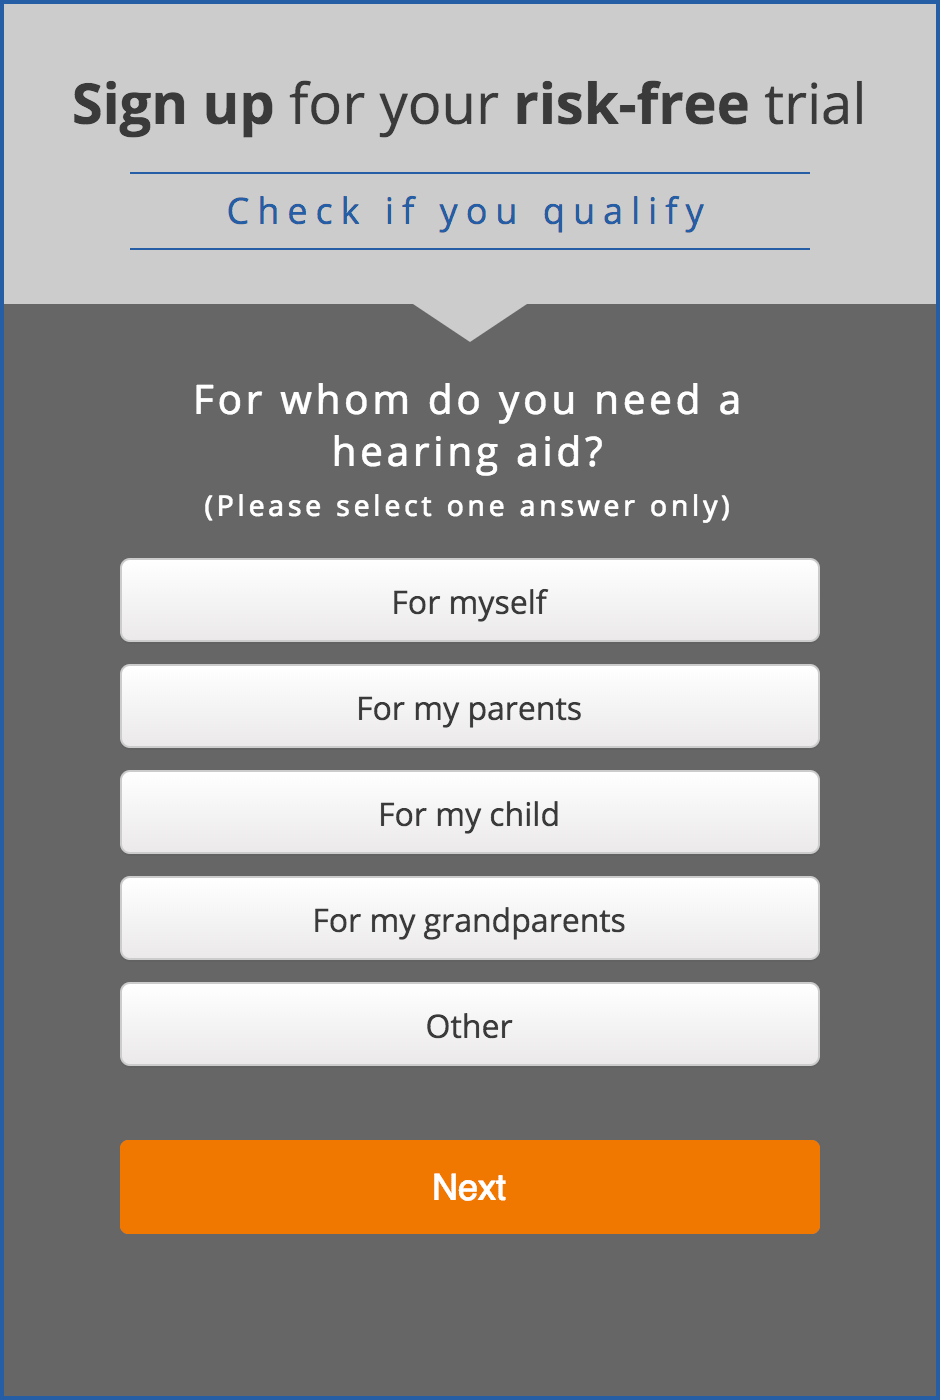 Sign up for your risk-free trial
Check if you qualify
For whom do you need a
hearing aid?
(Please select one answer only)
For myself
For my parents
For my child
For my grandparents
Other
Next